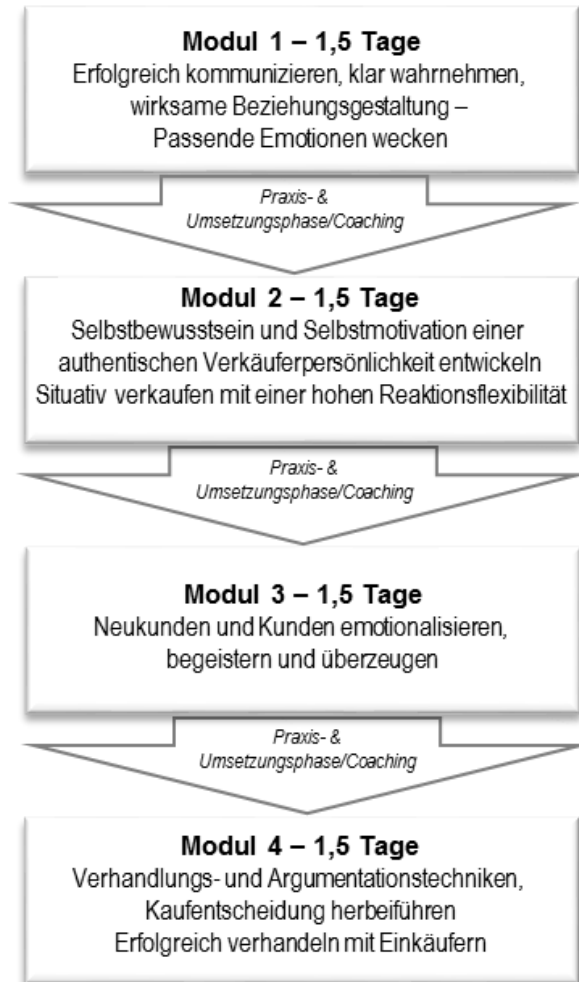 Modul 1 – 1,5 Tage
Erfolgreich kommunizieren, klar wahrnehmen,
wirksame Beziehungsgestaltung –
Passende Emotionen wecken
Praxis- &
Umsetzungsphase/Coaching
Modul 2 – 1,5 Tage
Selbstbewusstsein und Selbstmotivation einer
authentischen Verkäuferpersönlichkeit entwickeln
Situativ verkaufen mit einer hohen Reaktionsflexibilität
Praxis- &
Umsetzungsphase/Coaching
Modul 3 – 1,5 Tage
Neukunden und Kunden emotionalisieren,
begeistern und überzeugen
Praxis- &
Umsetzungsphase/Coaching
Modul 4 – 1,5 Tage
Verhandlungs- und Argumentationstechniken,
Kaufentscheidung herbeiführen
Erfolgreich verhandeln mit Einkäufern